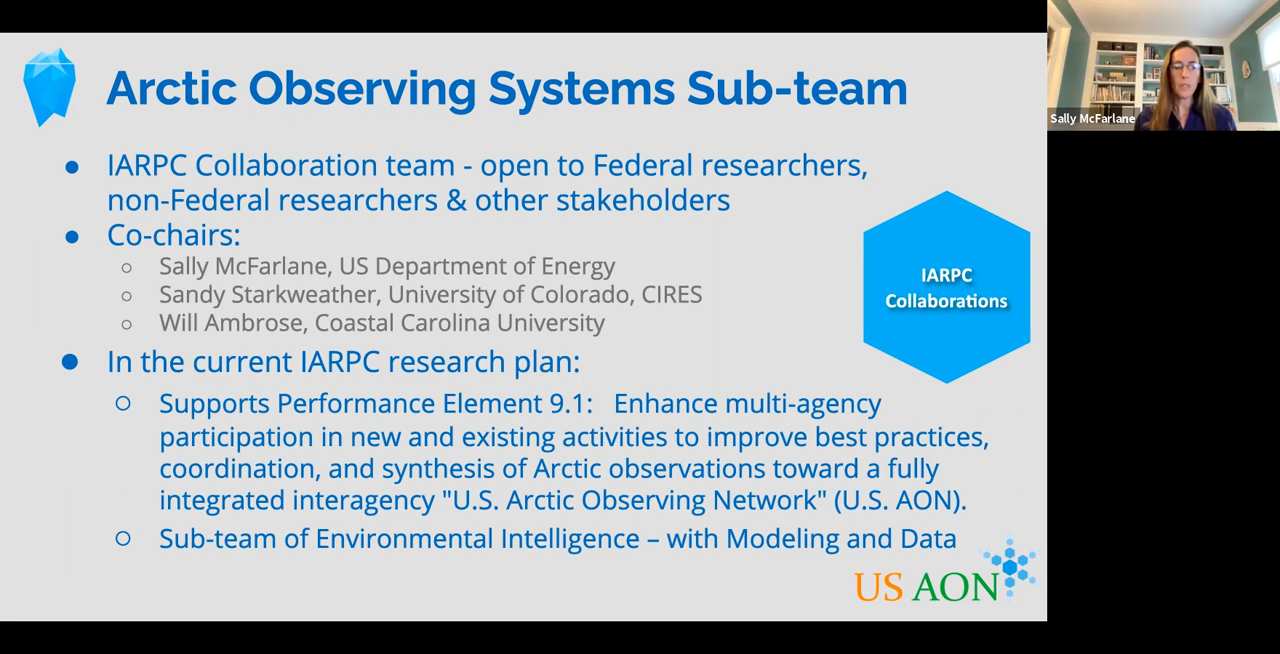 Arctic Observing Systems Sub-team
Sally McFarlane
● IARPC Collaboration team - open to Federal researchers,
non-Federal researchers & other stakeholders
● Co-chairs:
○ Sally McFarlane, US Department of Energy
○ Sandy Starkweather, University of Colorado, CIRES
○ Will Ambrose, Coastal Carolina University
IARPC
Collaborations
● In the current IARPC research plan:
○ Supports Performance Element 9.1:   Enhance multi-agency
participation in new and existing activities to improve best practices,
coordination, and synthesis of Arctic observations toward a fully
integrated interagency "U.S. Arctic Observing Network" (U.S. AON).
○ Sub-team of Environmental Intelligence – with Modeling and Data
US AON